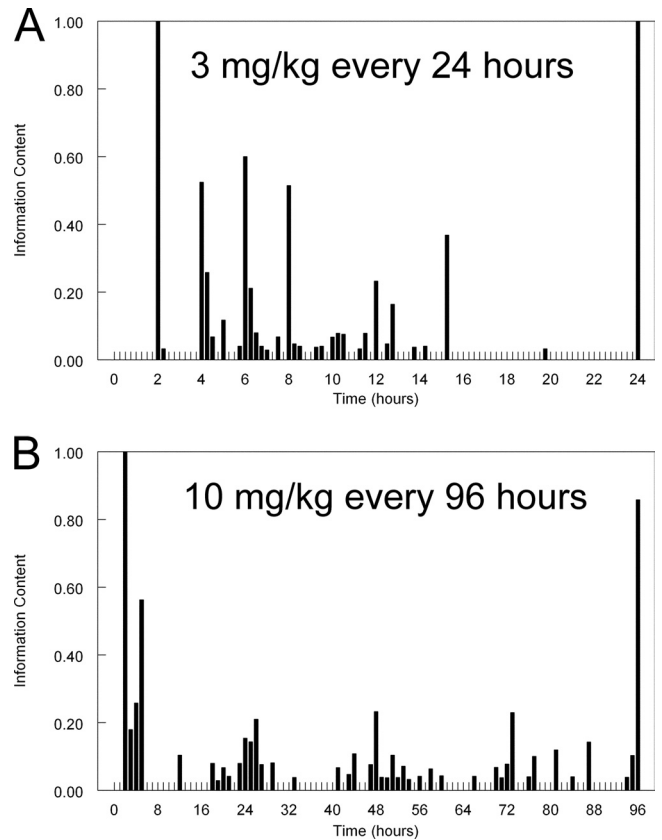 A
3 mg/kg every 24 hours
Information Content
1.00
0.80
0.60
0.40
0.20
0.00
0 2 4 6 8 10 12 14 16 18 20 22 24
Time (hours)
B
10 mg/kg every 96 hours
Information Content
1.00
0.80
0.60
0.40
0.20
0.00
0 8 16 24 32 40 48 56 64 72 80 88 96
Time (hours)